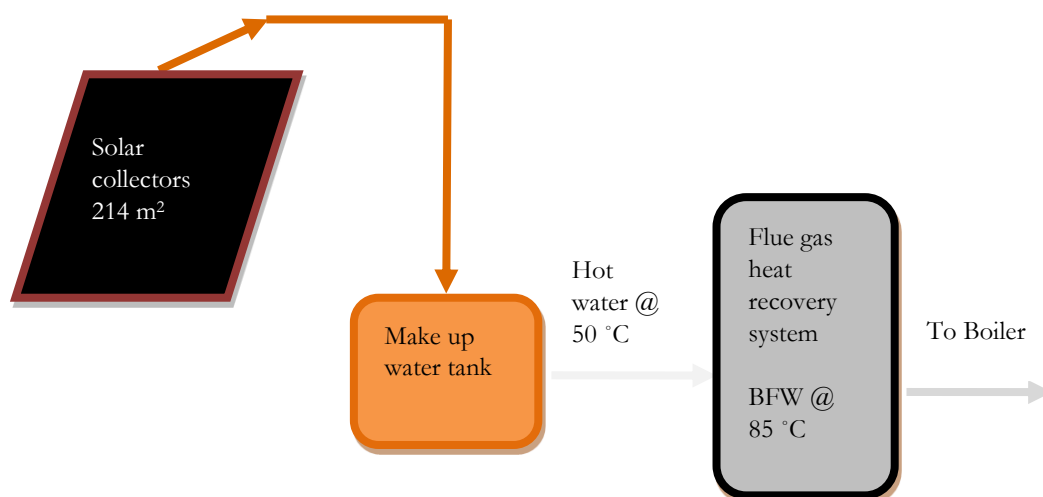 Solar
collectors
214 m²
Make up
water tank
Hot
water @
50 ˚C
Flue gas
heat
recovery
system
BFW @
85 ˚C
To Boiler